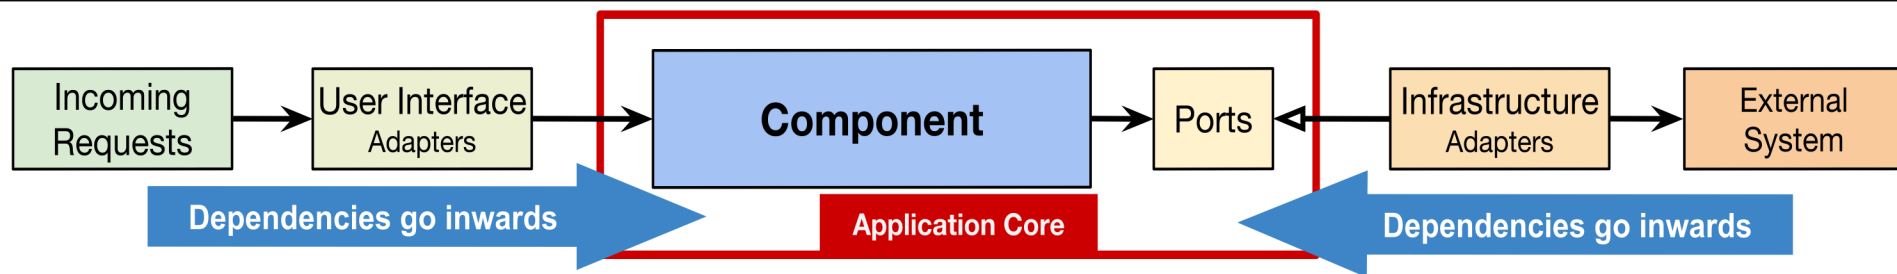 Incoming
Requests
User Interface
Adapters
Component
Ports
Infrastructure
Adapters
External
System
Dependencies go inwards
Application Core
Dependencies go inwards